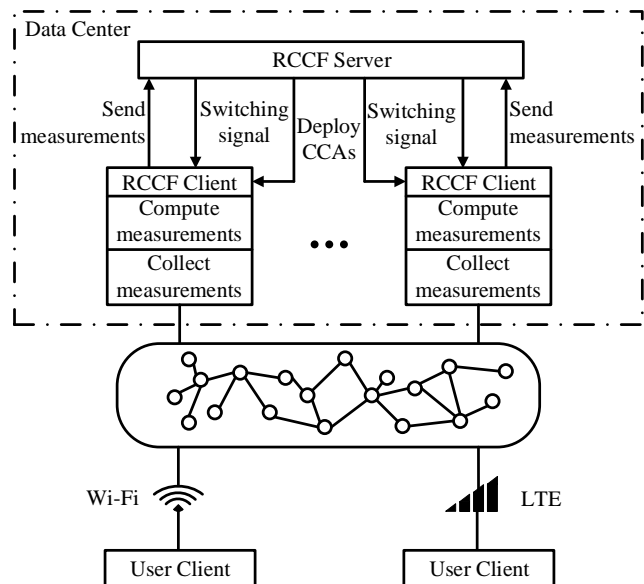 Data Center
RCCF Server
Send
measurements
Switching
signal
Deploy
CCAs
Switching
signal
Send
measurements
RCCF Client
Compute
measurements
Collect
measurements
RCCF Client
Compute
measurements
Collect
measurements
Wi-Fi
LTE
User Client
User Client